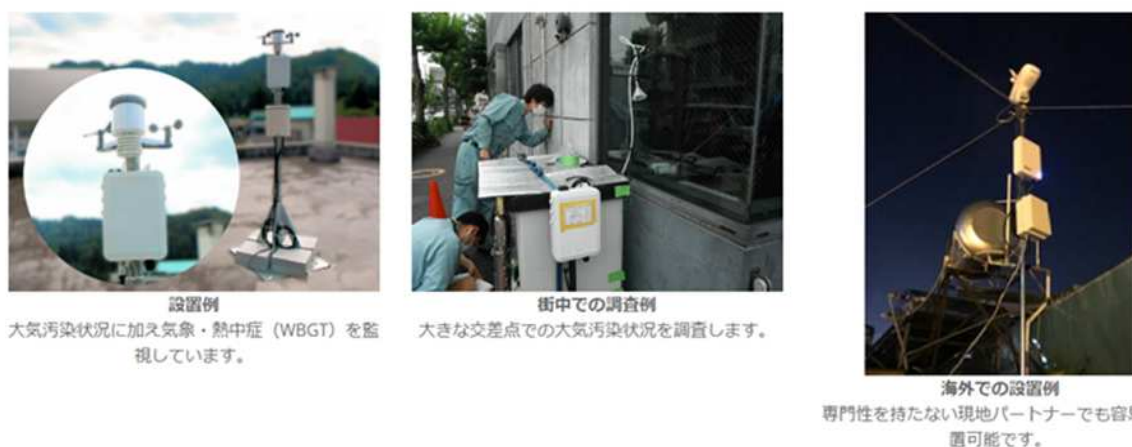 設置例
大気汚染状況に加え気象・熱中症（WBGT）を監
視しています。
街中での調査例
大きな交差点での大気汚染状況を調査します。
海外での設置例
専門性を持たない現地パートナーでも容
置可能です。